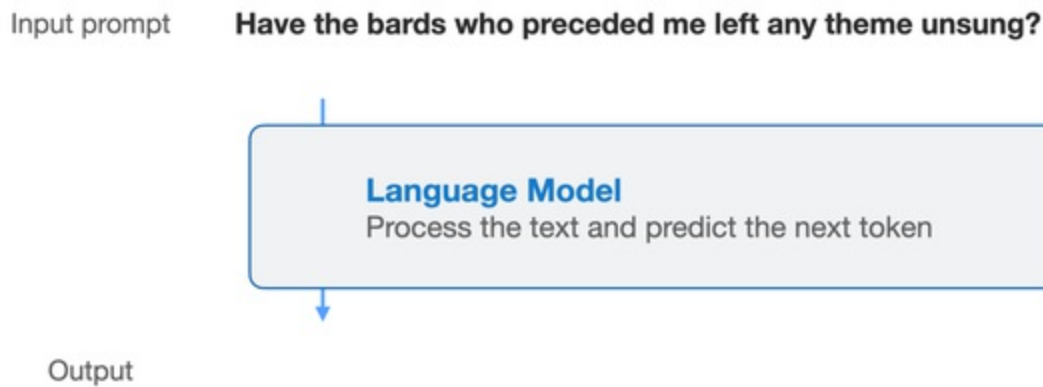 Input prompt Have the bards who preceded me left any theme unsung?
Language Model
Process the text and predict the next token
Output